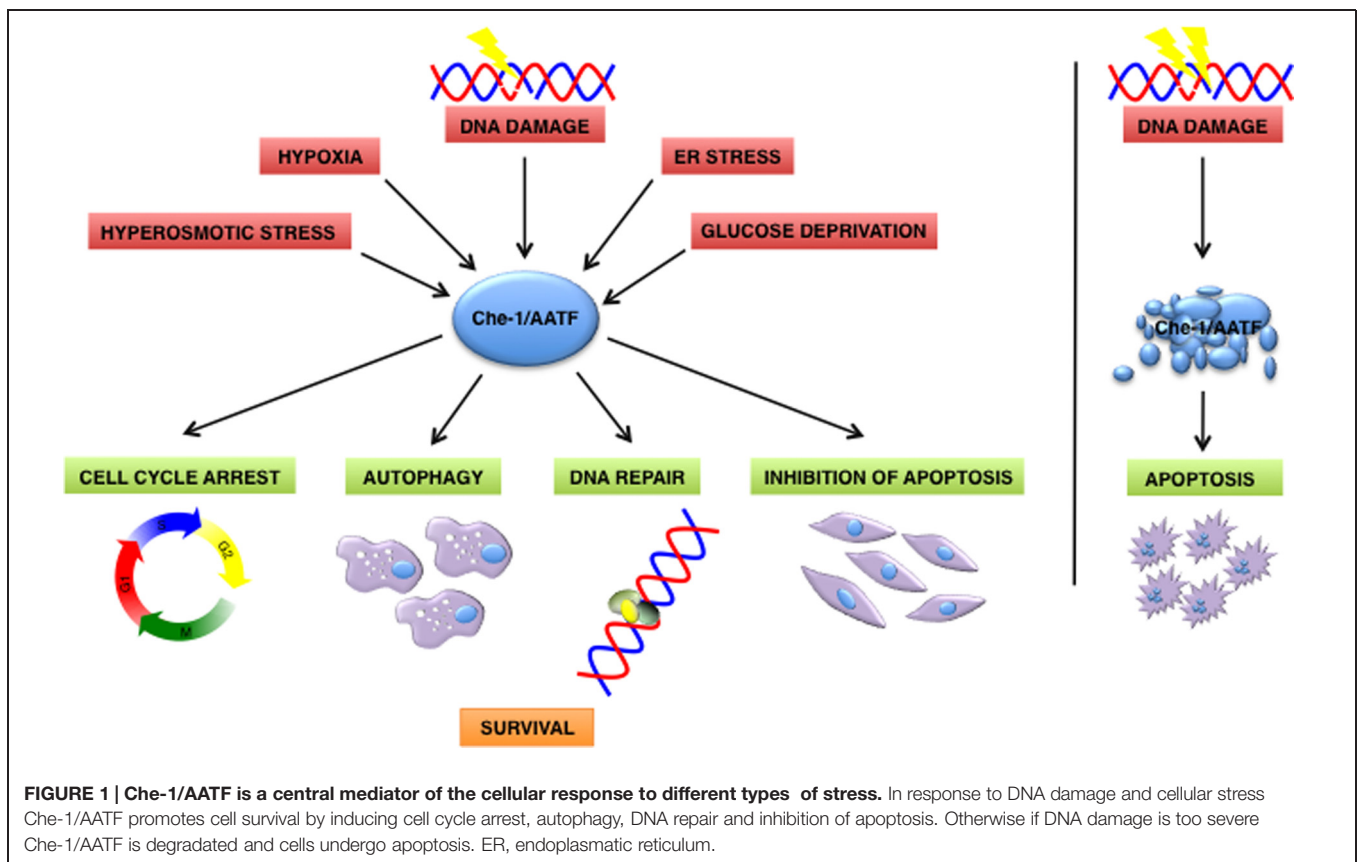 DNA DAMAGE
HYPOXIA
ER STRESS
HYPEROSMOTIC STRESS
GLUCOSE DEPRIVATION
Che-1/AATF
CELL CYCLE ARREST
AUTOPHAGY
DNA REPAIR
INHIBITION OF APOPTOSIS
S
G2
G1
M
SURVIVAL
DNA DAMAGE
Che-1/AATF
APOPTOSIS
FIGURE 1 | Che-1/AATF is a central mediator of the cellular response to different types of stress. In response to DNA damage and cellular stress
Che-1/AATF promotes cell survival by inducing cell cycle arrest, autophagy, DNA repair and inhibition of apoptosis. Otherwise if DNA damage is too severe
Che-1/AATF is degraded and cells undergo apoptosis. ER, endoplasmatic reticulum.